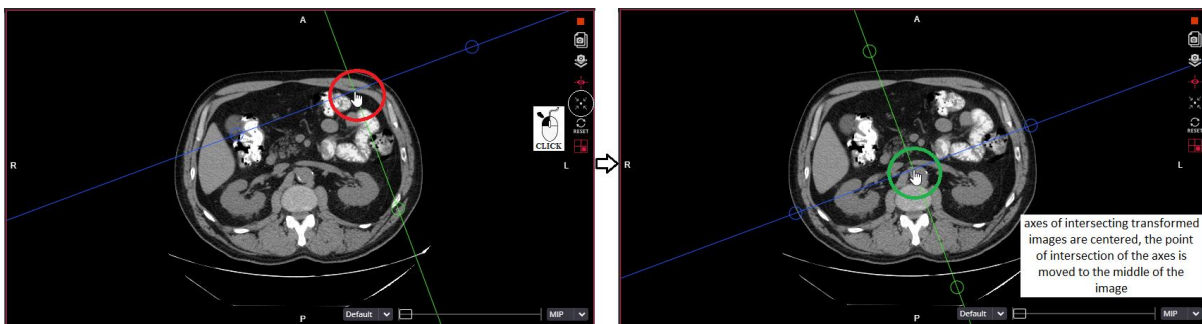 A
R
L
P
CLICK
RESET
Default
MIP
A
R
L
P
RESET
Default
MIP
axes of intersecting transformed
images are centered, the point
of intersection of the axes is
moved to the middle of the
image